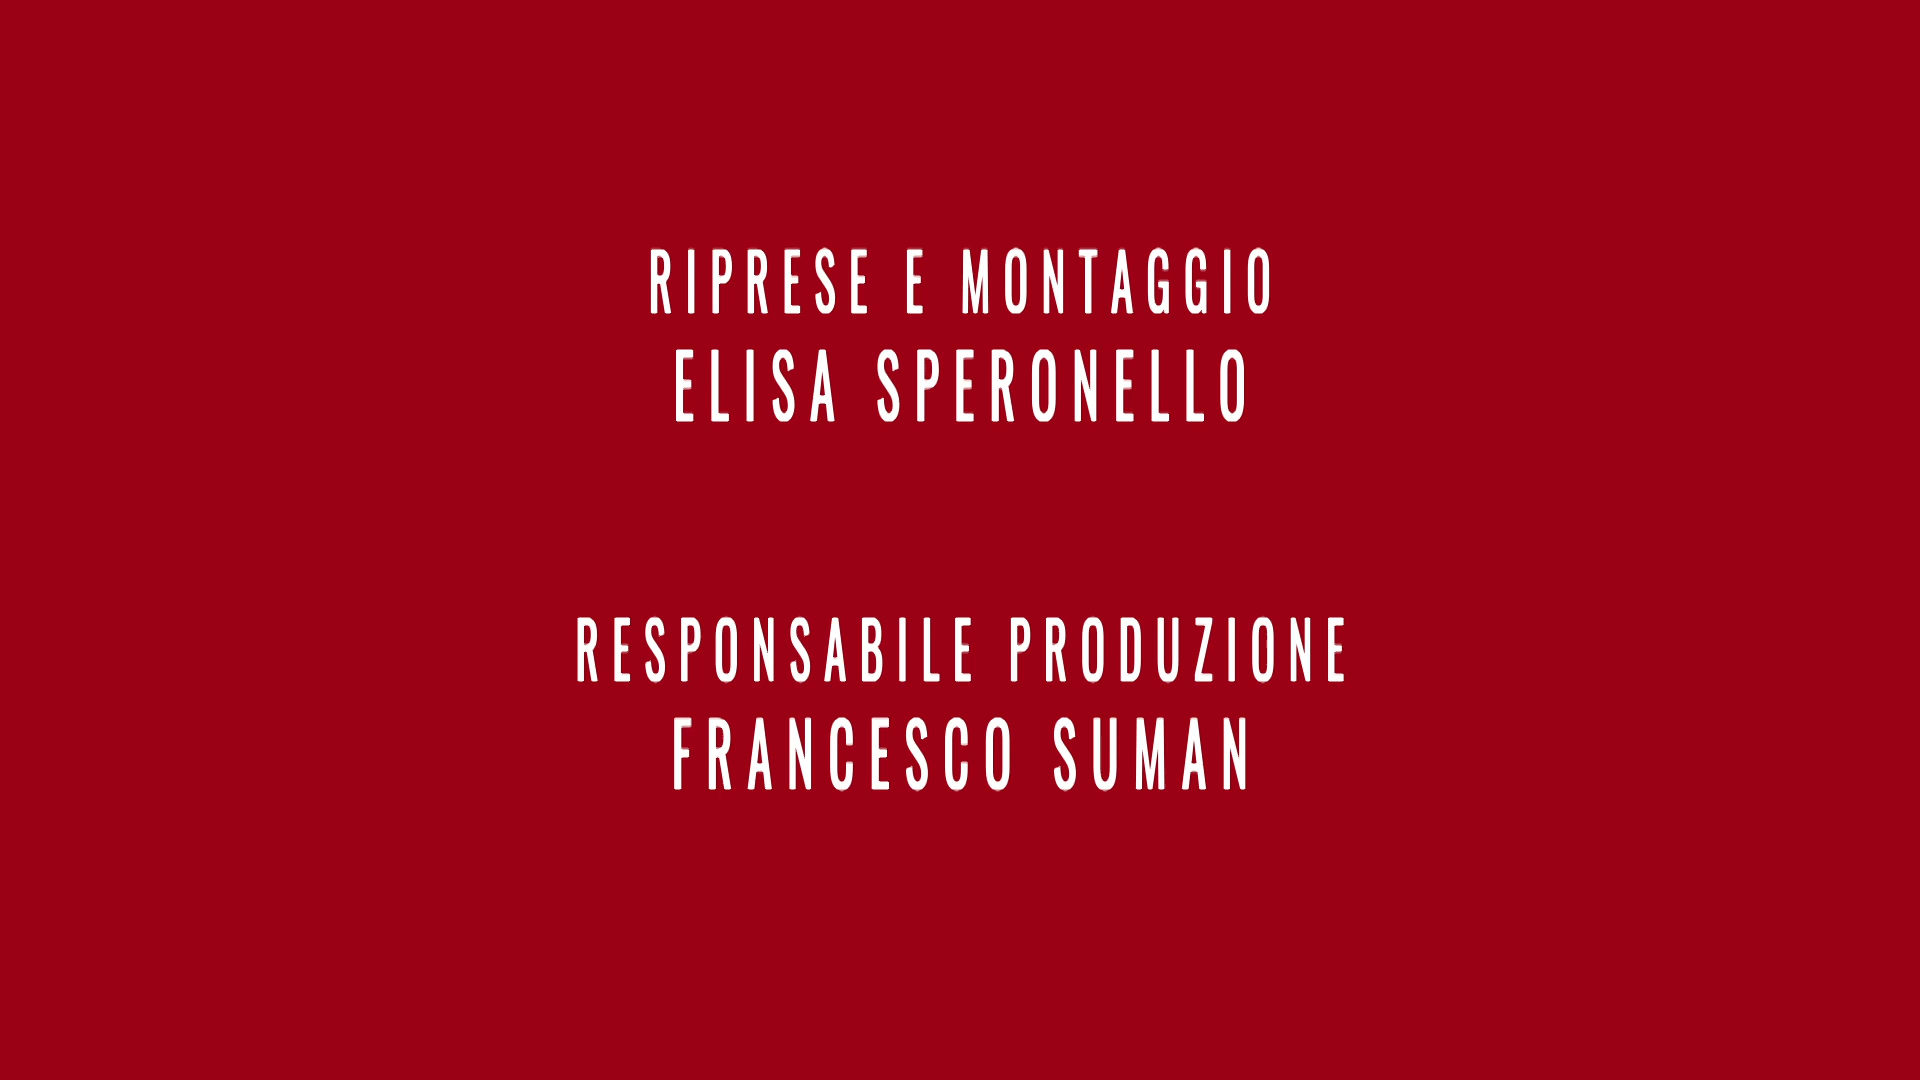 RIPRESE E MONTAGGIO
ELISA SPERONELLO
RESPONSABILE PRODUZIONE
FRANCESCO SUMAN